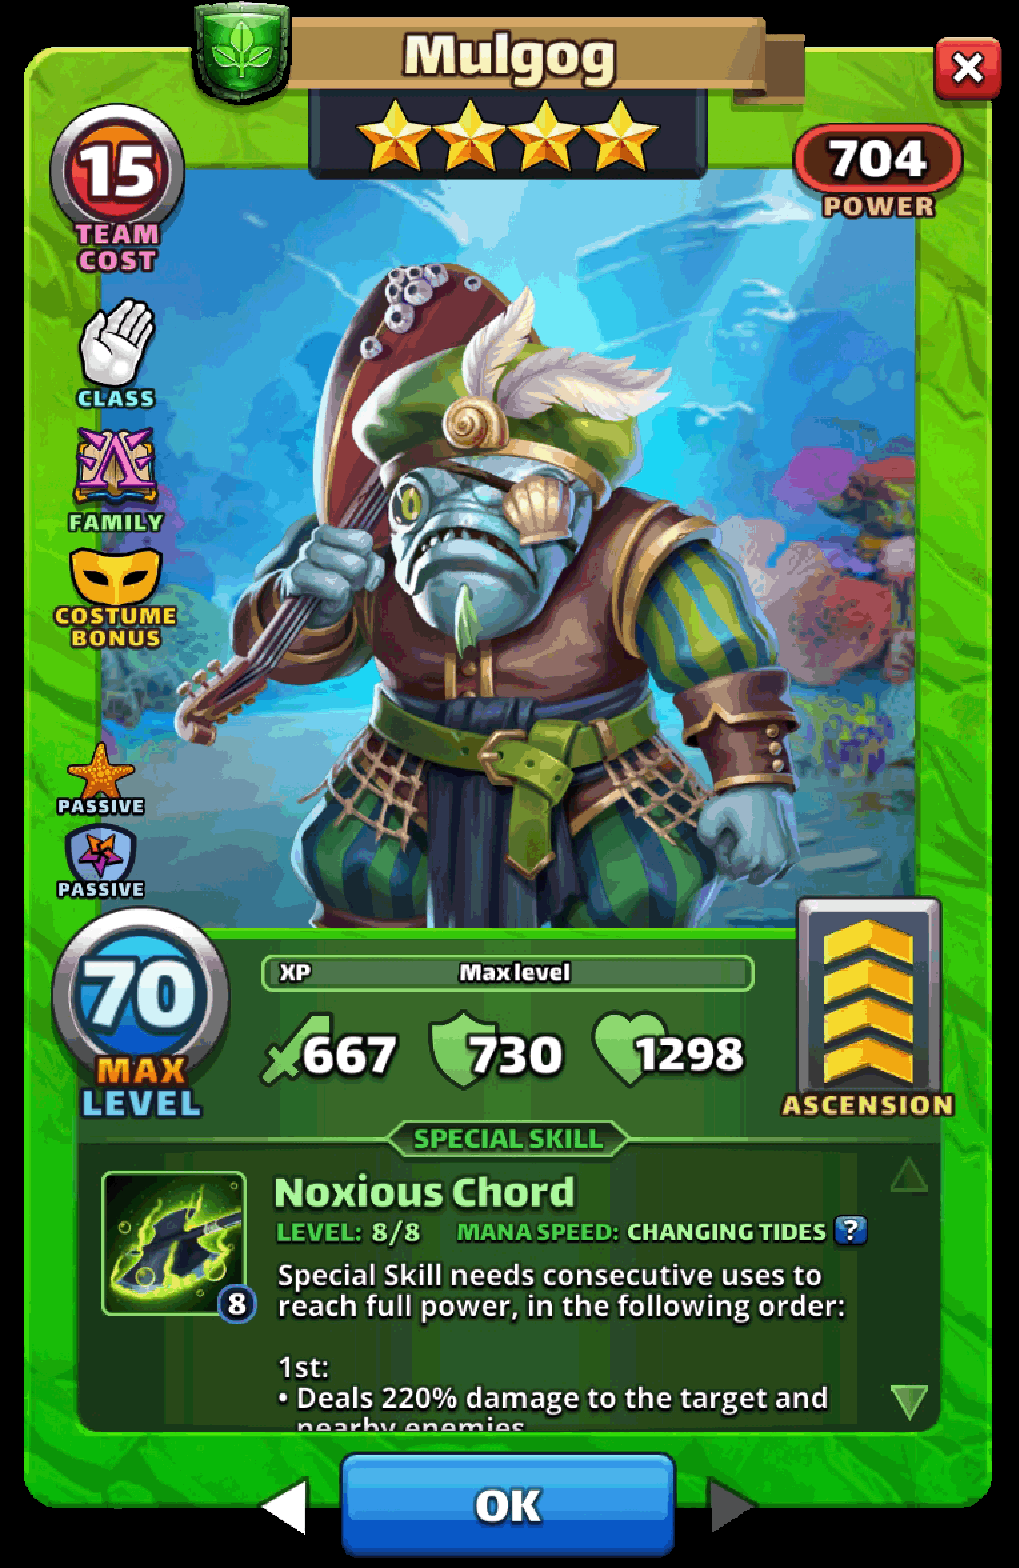 Mulgog
15
TEAM
COST
704
POWER
CLASS
FAMILY
COSTUME
BONUS
PASSIVE
PASSIVE
70
MAX
LEVEL
XP Max level
667 730 1298
ASCENSION
SPECIAL SKILL
Noxious Chord
LEVEL: 8/8 MANA SPEED: CHANGING TIDES ?
8
Special Skill needs consecutive uses to
reach full power, in the following order:
1st:
• Deals 220% damage to the target and
nearby enemies
OK